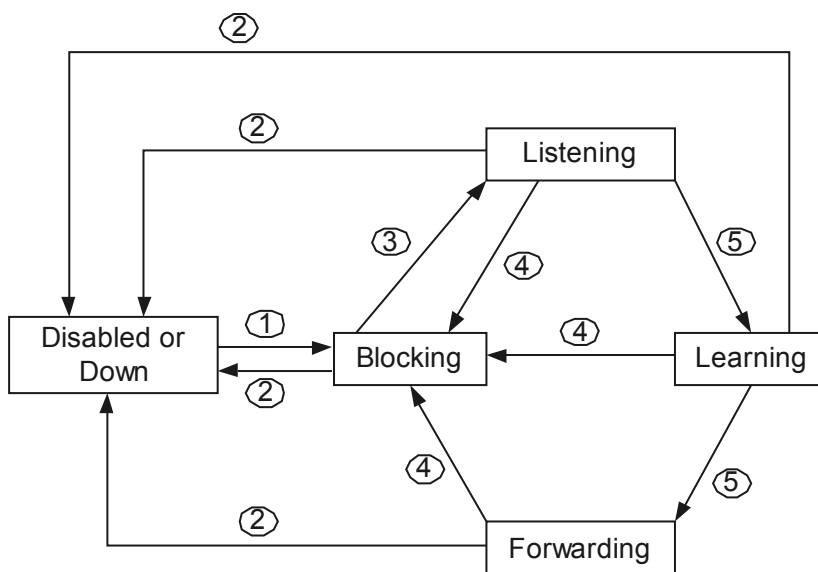 ②
②
Listening
③
④
⑤
①
Disabled or
Down
Blocking
④
Learning
②
④
⑤
②
Forwarding